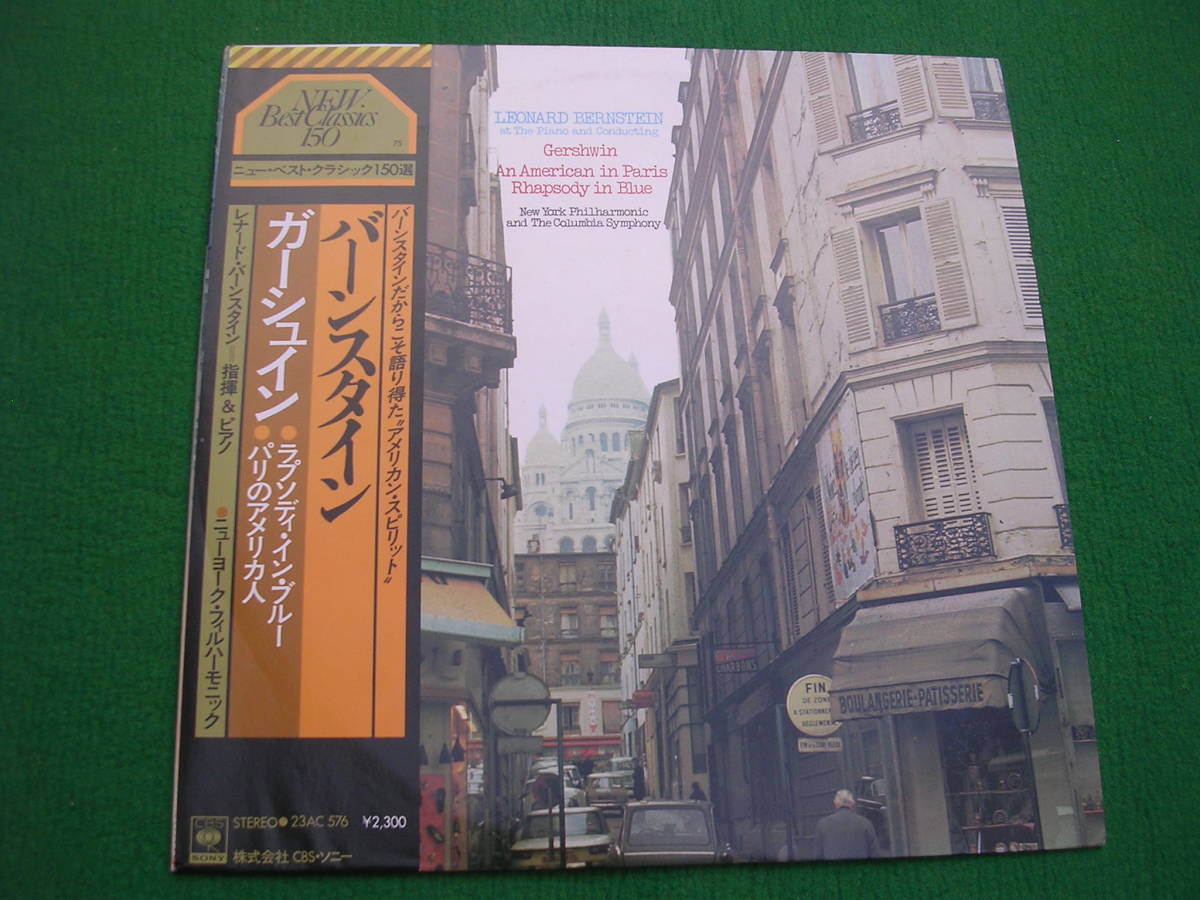 NEW
Best Classics
150
75
ニュー・ベスト・クラシック150選
バーンスタインだからこそ語り得た“アメリカン・スピリット”
バーンスタイン
ガーシュイン
●ラプソディ・イン・ブルー
●パリのアメリカ人
レナード・バーンスタイン=指揮&ピアノ
●ニューヨーク・フィルハーモニック
CBS
SONY
STEREO● 23AC 576 ¥2,300
株式会社 CBS・ソニー
LEONARD BERNSTEIN
at The Piano and Conducting
Gershwin
An American in Paris
Rhapsody in Blue
New York Philharmonic
and The Columbia Symphony
FIN
DE ZONE
A STATIONNEMENT
BOULANGERIE-PATISSERIE